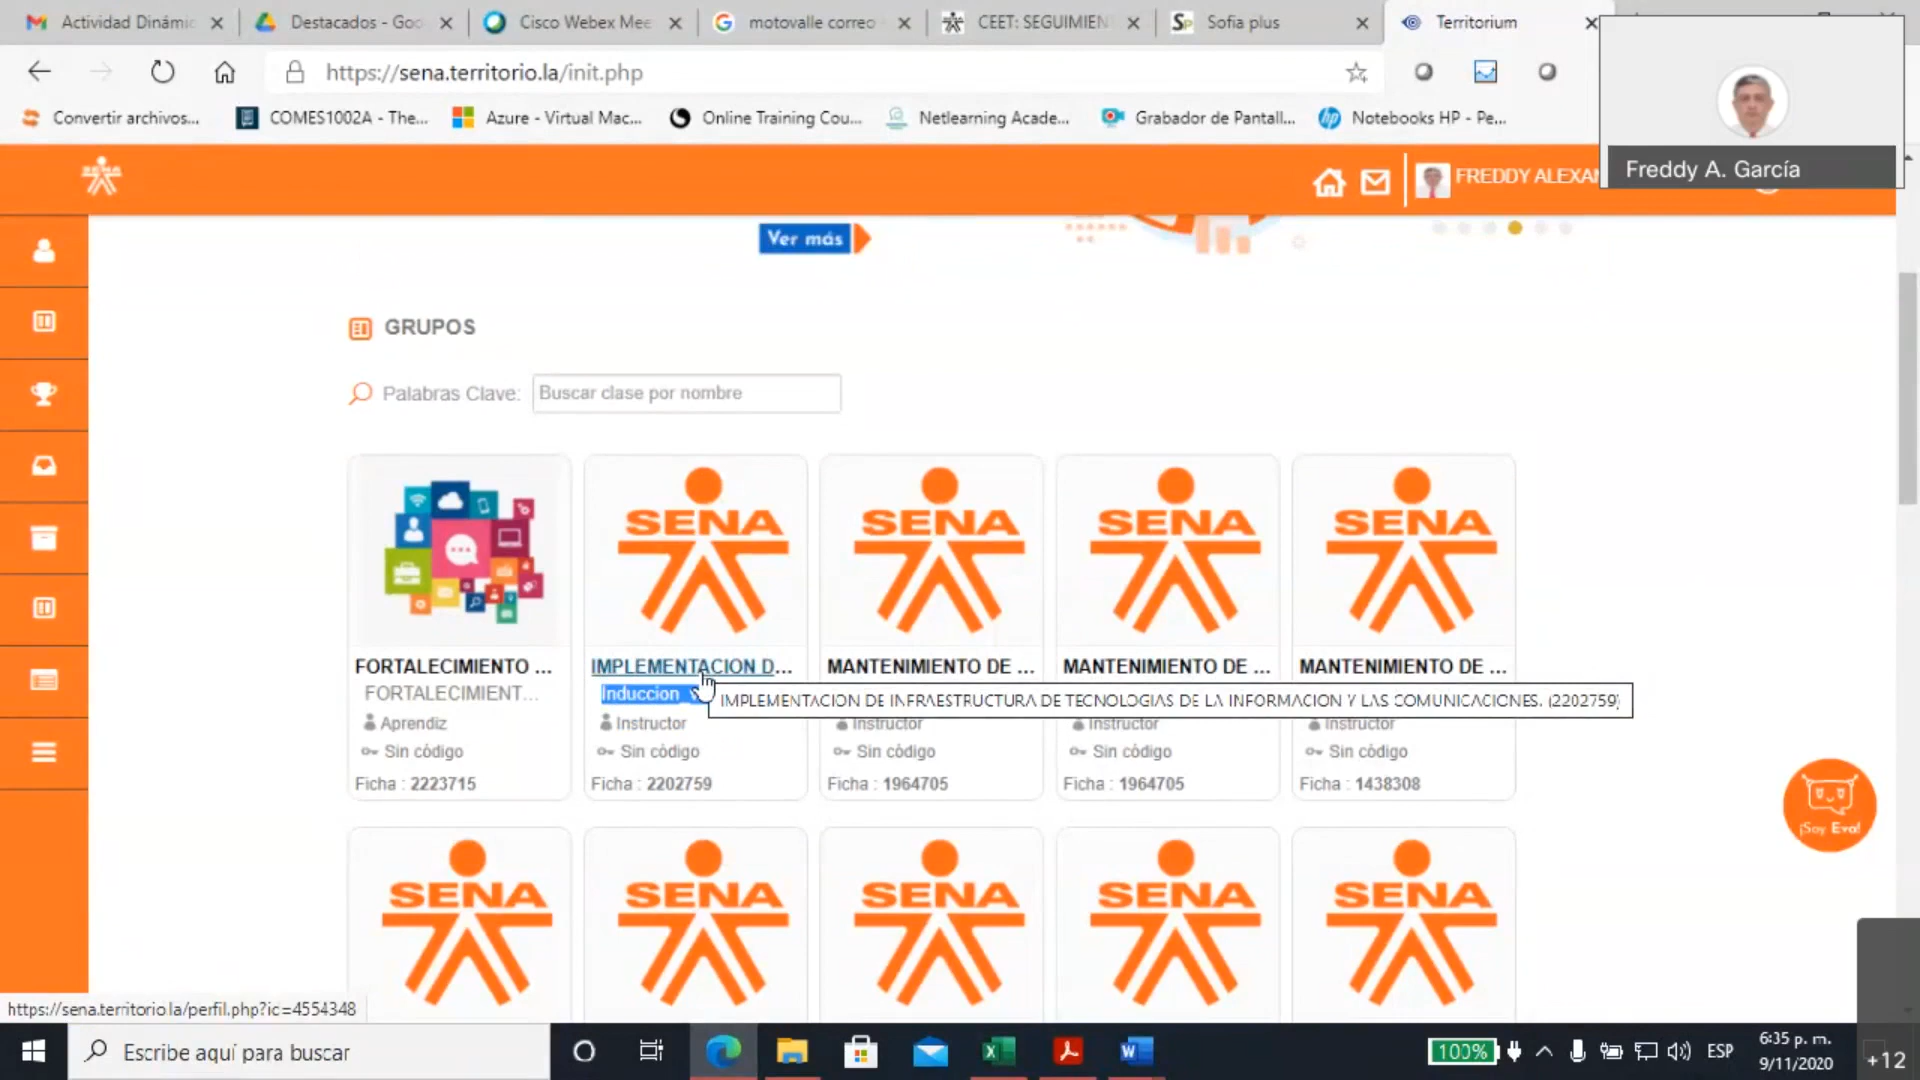 Actividad Dinámic
Destacados - Goo
Cisco Webex Mee
motovalle correo
CEET: SEGUIMIEN
Sofia plus
Territorium
https://sena.territorio.la/init.php
Convertir archivos...
COMES1002A - The...
Azure - Virtual Mac...
Online Training Cou...
Netlearning Acade...
Grabador de Pantall...
Notebooks HP - Pe...
Freddy A. García
FREDDY ALEXAN
Ver más
GRUPOS
Palabras Clave:
Buscar clase por nombre
SENA
SENA
SENA
SENA
FORTALECIMIENTO ...
IMPLEMENTACION D...
MANTENIMIENTO DE ...
MANTENIMIENTO DE ...
MANTENIMIENTO DE ...
FORTALECIMIENT...
Induccion
IMPLEMENTACION DE INFRAESTRUCTURA DE TECNOLOGIAS DE LA INFORMACION Y LAS COMUNICACIONES. (2202759)
Aprendiz
Instructor
Instructor
Instructor
Instructor
Sin código
Sin código
Sin código
Sin código
Sin código
Ficha : 2223715
Ficha : 2202759
Ficha : 1964705
Ficha : 1964705
Ficha : 1438308
¡Soy Eva!
SENA
SENA
SENA
SENA
SENA
https://sena.territorio.la/perfil.php?ic=4554348
Escribe aquí para buscar
100%
ESP
6:35 p. m.
9/11/2020
+12